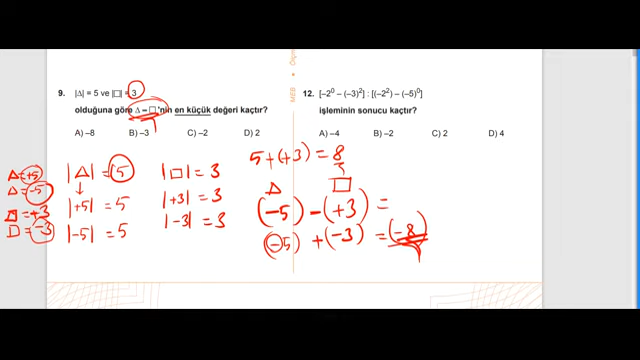 9. |Δ| = 5 ve |□| = 3
olduğuna göre Δ – □'nin en küçük değeri kaçtır?
A) –8 B) –3 C) –2 D) 2
MEB
12. [–2⁰ – (–3)²] : [(–2²) – (–5)⁰]
işleminin sonucu kaçtır?
A) –4 B) –2 C) 2 D) 4
Δ = +5
Δ = –5
□ = +3
□ = –3
|Δ| = 5
|+5| = 5
|–5| = 5
|□| = 3
|+3| = 3
|–3| = 3
5 + (+3) = 8
Δ □
(–5) – (+3) =
(–5) + (–3) = (–8)